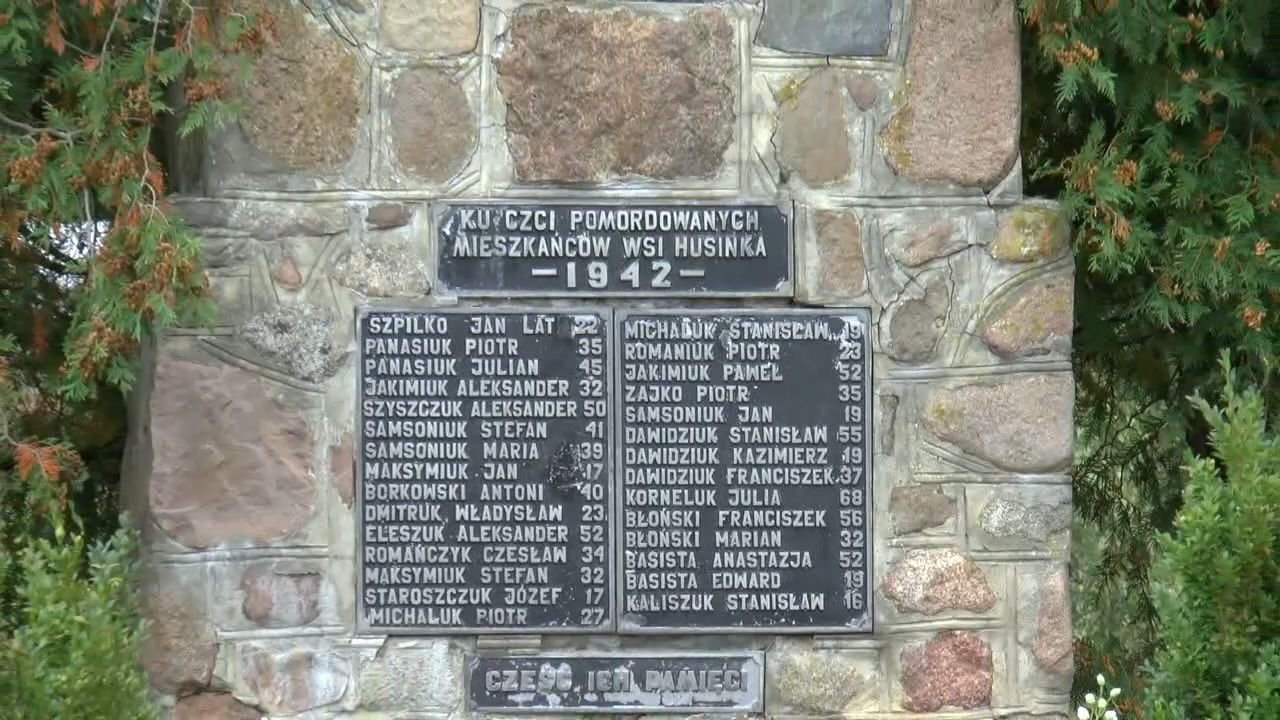 KU CZCI POMORDOWANYCH
MIESZKAŃCÓW WSI HUSINKA
–1942–
SZPILKO JAN LAT 22
PANASIUK PIOTR 35
PANASIUK JULIAN 45
JAKIMIUK ALEKSANDER 32
SZYSZCZUK ALEKSANDER 50
SAMSONIUK STEFAN 41
SAMSONIUK MARIA 39
MAKSYMIUK JAN 17
BORKOWSKI ANTONI 40
DMITRUK WŁADYSŁAW 23
ELESZUK ALEKSANDER 52
ROMAŃCZYK CZESŁAW 34
MAKSYMIUK STEFAN 32
STAROSZCZUK JÓZEF 17
MICHALUK PIOTR 27
MICHALUK STANISŁAW 19
ROMANIUK PIOTR 23
JAKIMIUK PAWEŁ 52
ZAJKO PIOTR 35
SAMSONIUK JAN 19
DAWIDZIUK STANISŁAW 55
DAWIDZIUK KAZIMIERZ 19
DAWIDZIUK FRANCISZEK 37
KORNELUK JULIA 68
BŁOŃSKI FRANCISZEK 56
BŁOŃSKI MARIAN 32
BASISTA ANASTAZJA 52
BASISTA EDWARD 19
KALISZUK STANISŁAW 16
CZEŚĆ ICH PAMIĘCI